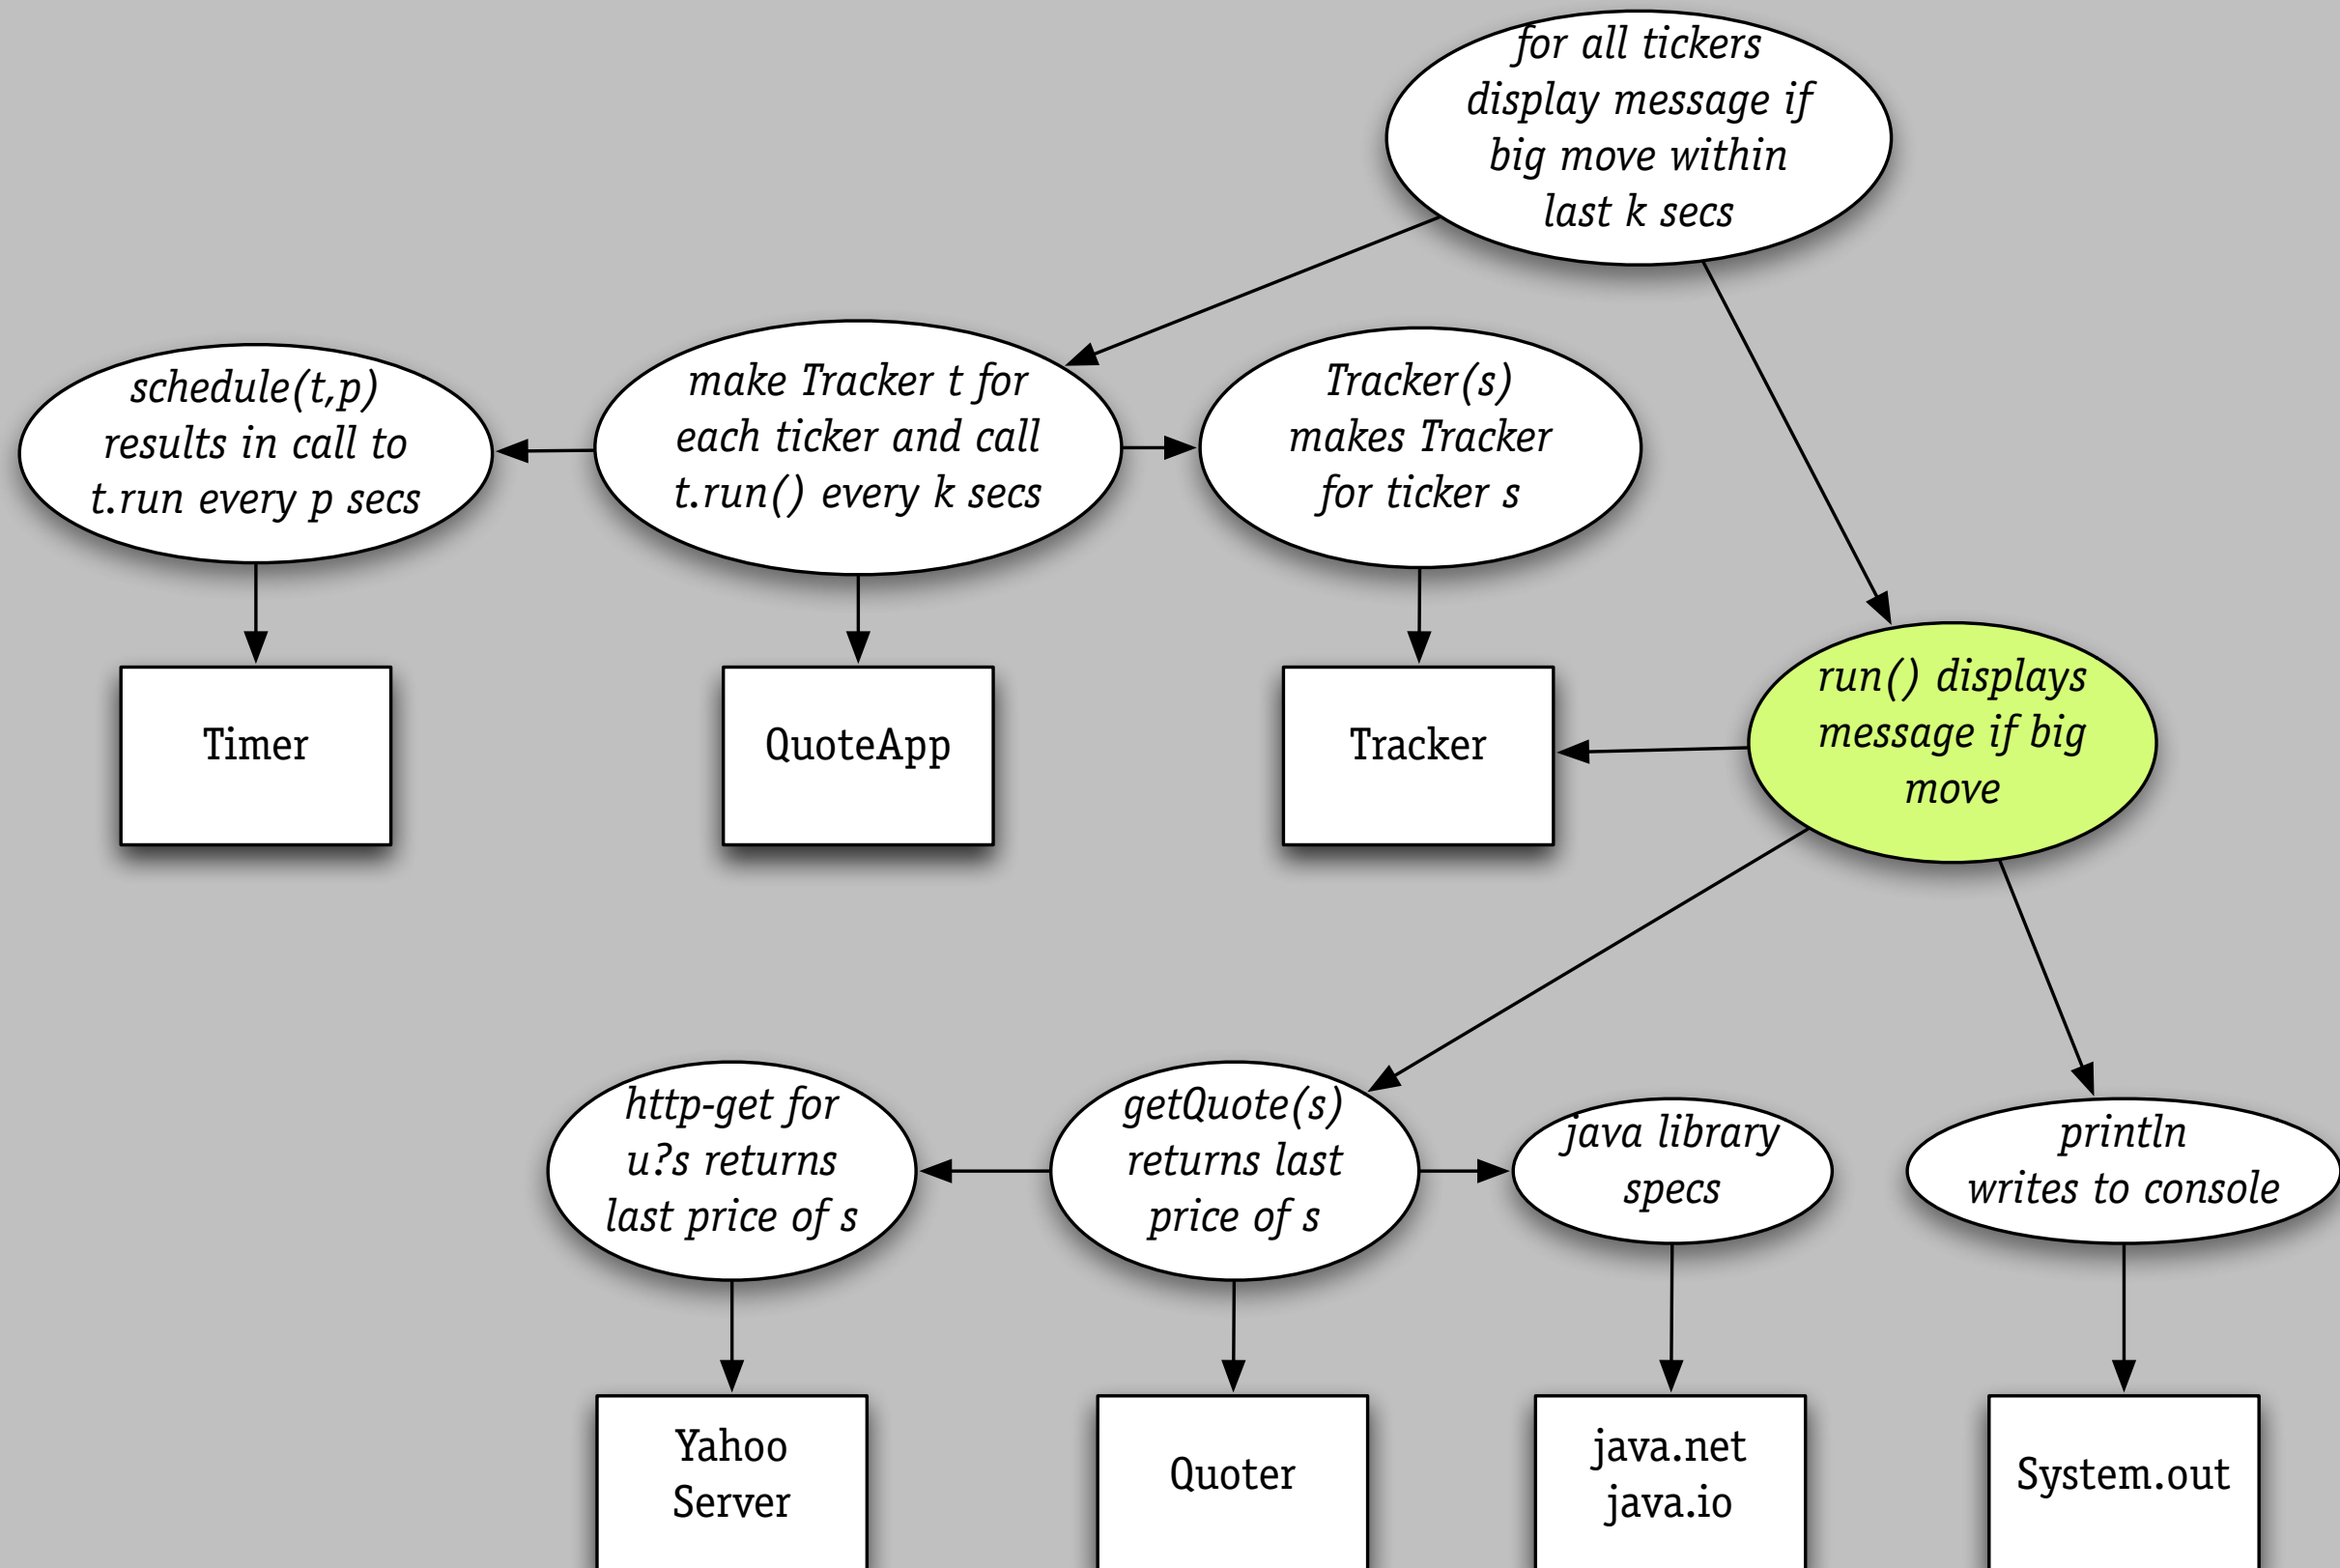 for all tickers
display message if
big move within
last k secs
schedule(t,p)
results in call to
t.run every p secs
make Tracker t for
each ticker and call
t.run() every k secs
Tracker(s)
makes Tracker
for ticker s
Timer
QuoteApp
Tracker
run() displays
message if big
move
http-get for
u?s returns
last price of s
getQuote(s)
returns last
price of s
java library
specs
println
writes to console
Yahoo
Server
Quoter
java.net
java.io
System.out